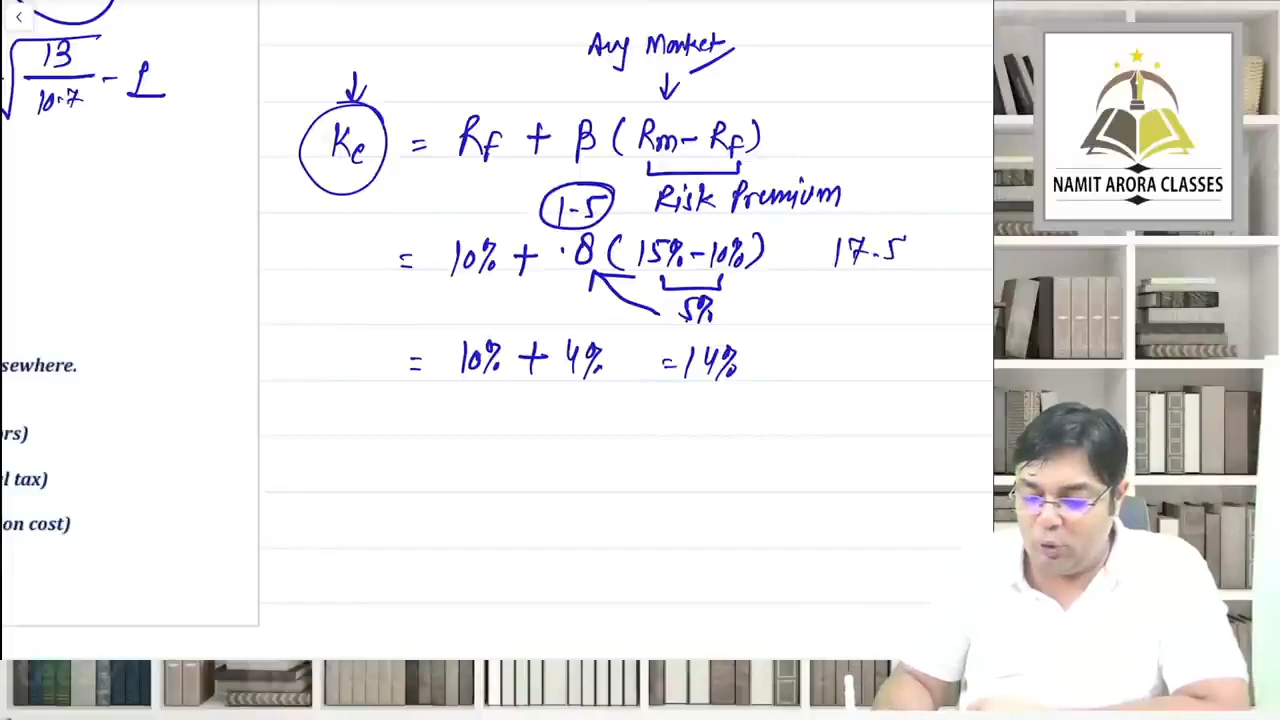 √13/10.7 - 1
Avg Market
↓ ↓
Ke = Rf + β (Rm - Rf)
1.5 Risk Premium
= 10% + .8 (15% - 10%) 17.5
5%
= 10% + 4% = 14%
sewhere.
rs)
l tax)
on cost)
NAMIT ARORA CLASSES